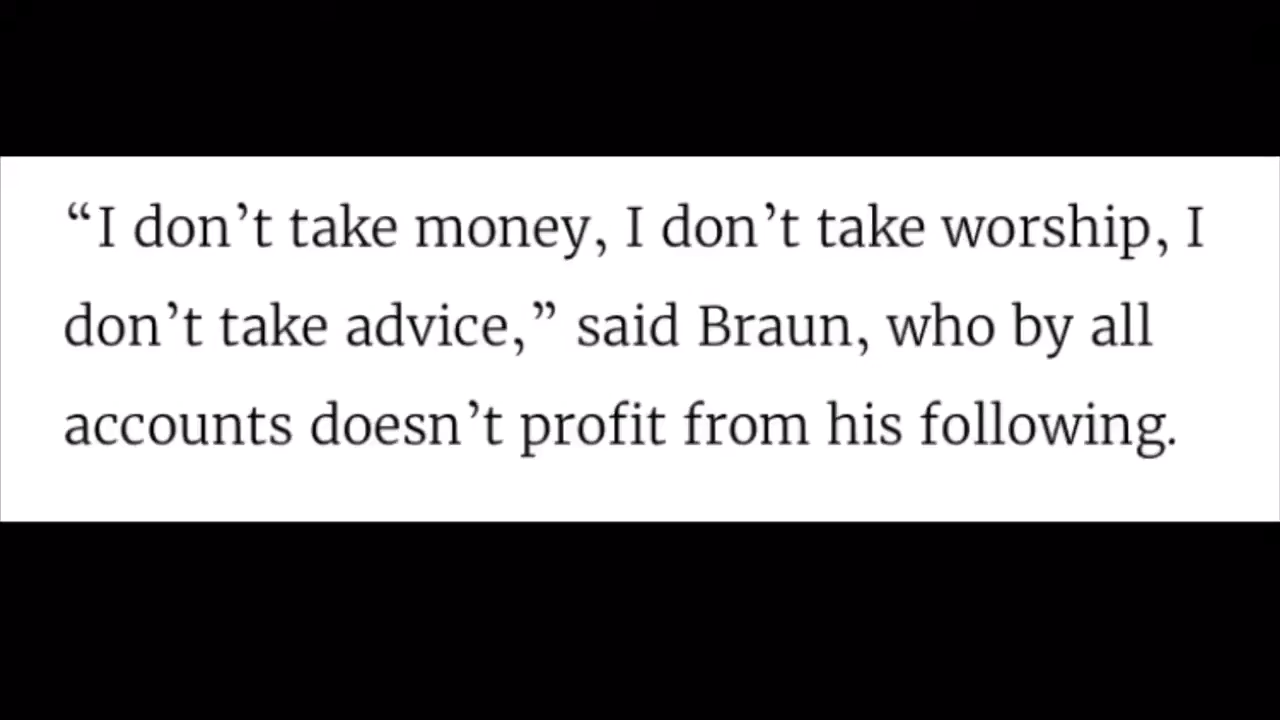 “I don’t take money, I don’t take worship, I
don’t take advice,” said Braun, who by all
accounts doesn’t profit from his following.